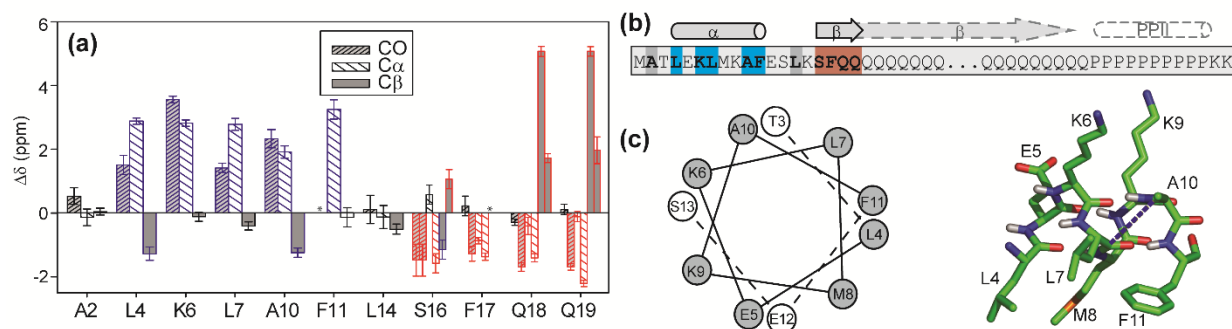 (a)
6
4
2
0
-2
Δδ (ppm)
CO
Cα
Cβ
*
*
A2 L4 K6 L7 A10 F11 L14 S16 F17 Q18 Q19
(b)
α β β PPII
MATLEKLMKAFESLKSFQQQQQQQQQQ...QQQQQQQQQPPPPPPPPPPKK
(c)
A10 T3 L7 F11 L4 M8 E12 E5 K9 S13 K6
K6 K9
E5 A10
L4 L7 M8 F11